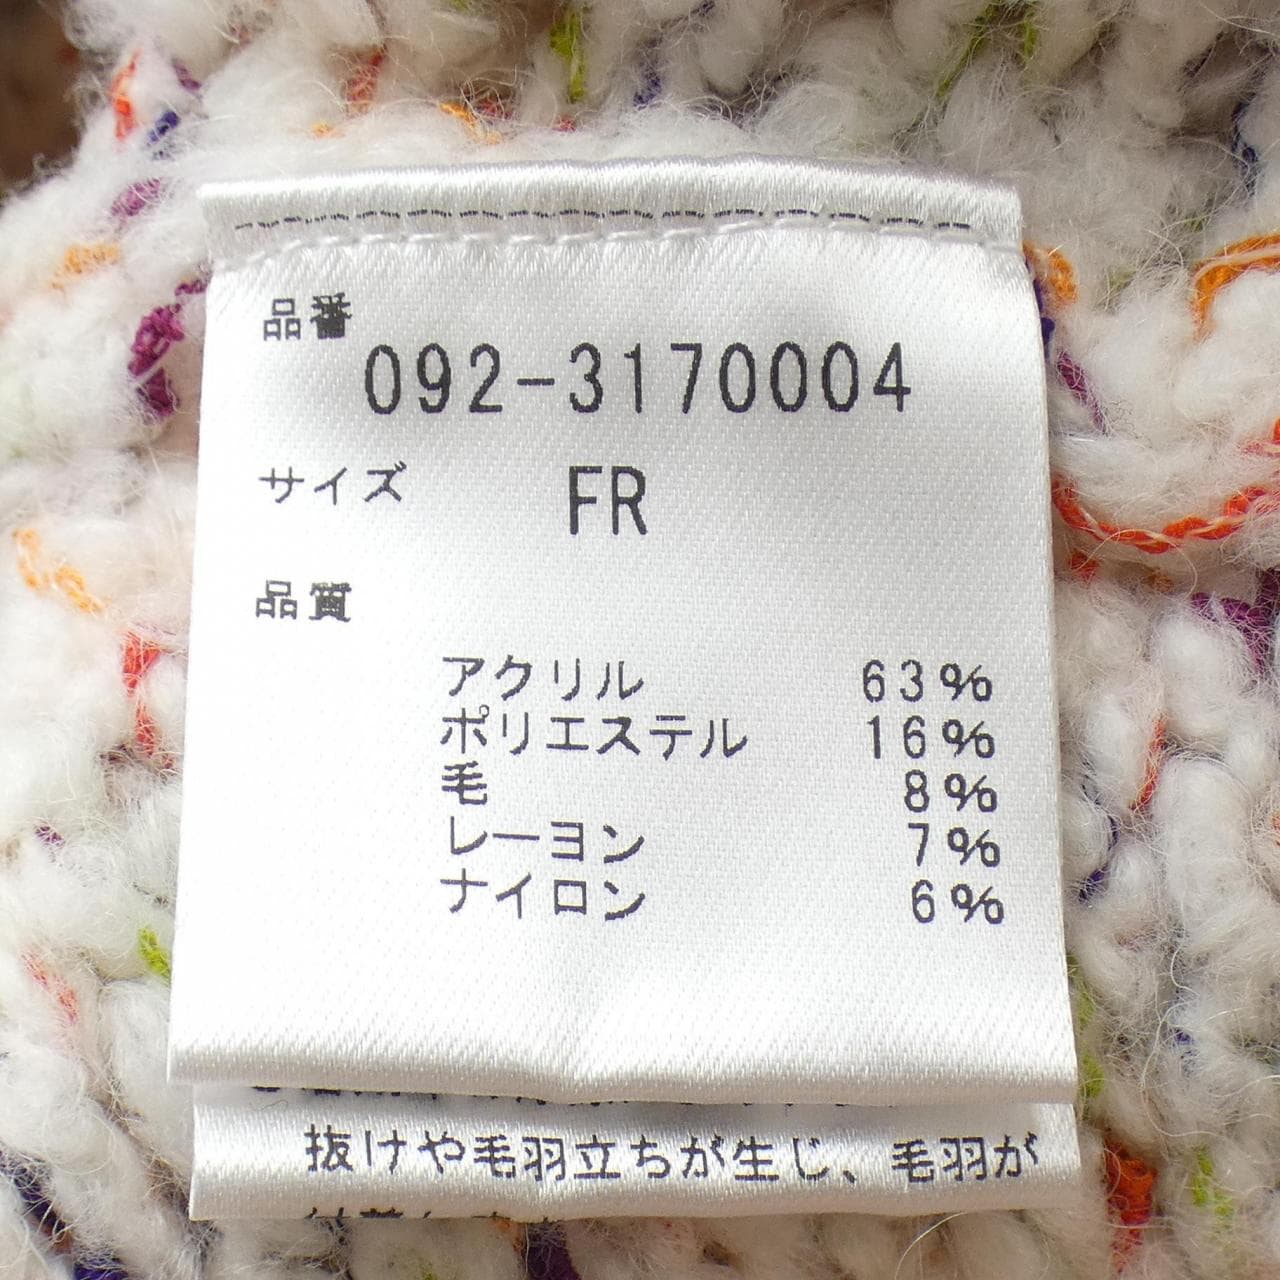 品番
092-3170004
サイズ FR
品質
アクリル 63%
ポリエステル 16%
毛 8%
レーヨン 7%
ナイロン 6%
抜けや毛羽立ちが生じ、毛羽が